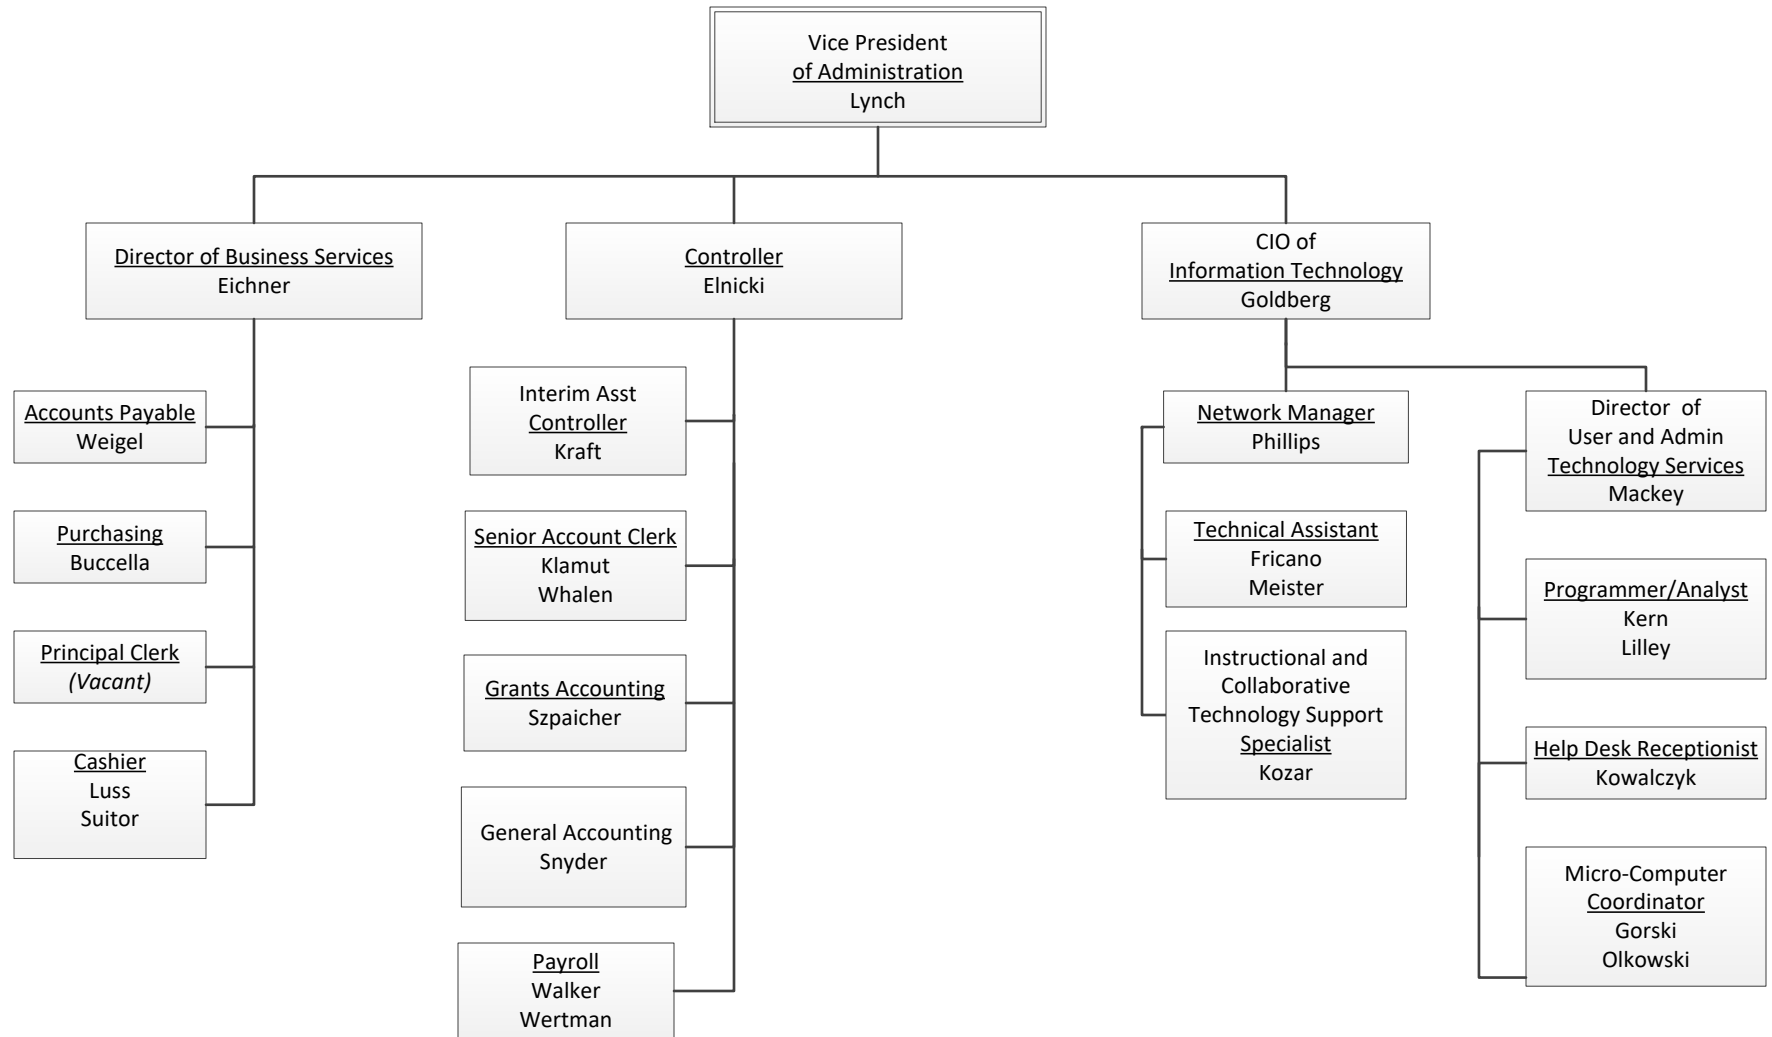 Vice President
of Administration
Lynch
Director of Business Services
Eichner
Controller
Elnicki
CIO of
Information Technology
Goldberg
Accounts Payable
Weigel
Purchasing
Buccella
Principal Clerk
(Vacant)
Cashier
Luss
Suitor
Interim Asst
Controller
Kraft
Senior Account Clerk
Klamut
Whalen
Grants Accounting
Szpaicher
General Accounting
Snyder
Payroll
Walker
Wertman
Network Manager
Phillips
Technical Assistant
Fricano
Meister
Instructional and
Collaborative
Technology Support
Specialist
Kozar
Director of
User and Admin
Technology Services
Mackey
Programmer/Analyst
Kern
Lilley
Help Desk Receptionist
Kowalczyk
Micro-Computer
Coordinator
Gorski
Olkowski